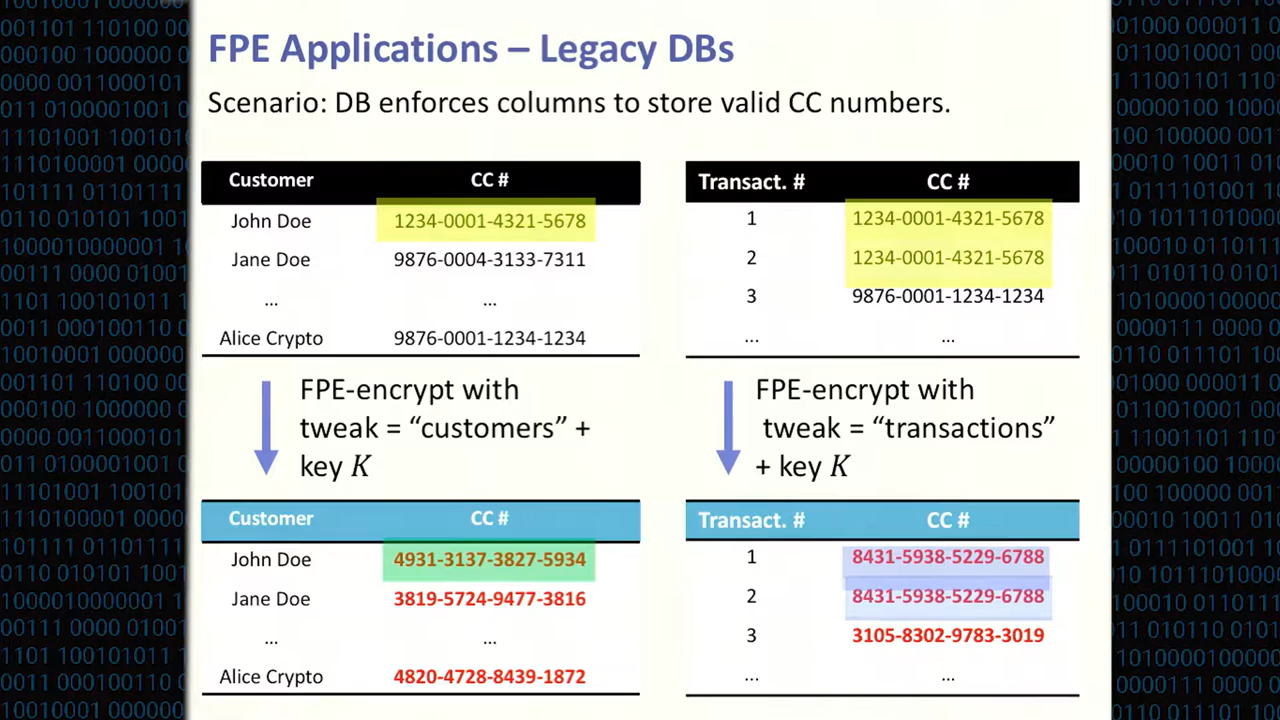 FPE Applications – Legacy DBs
Scenario: DB enforces columns to store valid CC numbers.
Customer CC #
John Doe 1234-0001-4321-5678
Jane Doe 9876-0004-3133-7311
... ...
Alice Crypto 9876-0001-1234-1234
Transact. # CC #
1 1234-0001-4321-5678
2 1234-0001-4321-5678
3 9876-0001-1234-1234
... ...
FPE-encrypt with
tweak = “customers” +
key K
FPE-encrypt with
tweak = “transactions”
+ key K
Customer CC #
John Doe 4931-3137-3827-5934
Jane Doe 3819-5724-9477-3816
... ...
Alice Crypto 4820-4728-8439-1872
Transact. # CC #
1 8431-5938-5229-6788
2 8431-5938-5229-6788
3 3105-8302-9783-3019
... ...